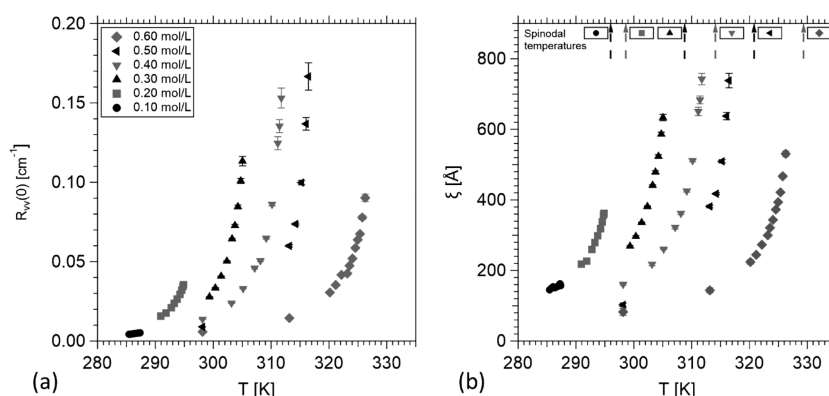 R_VV(0) [cm⁻¹]
0.20
0.15
0.10
0.05
0.00
0.60 mol/L
0.50 mol/L
0.40 mol/L
0.30 mol/L
0.20 mol/L
0.10 mol/L
280 290 300 310 320 330
(a)
T [K]
ξ [Å]
800
600
400
200
0
Spinodal
temperatures
280 290 300 310 320 330
(b)
T [K]